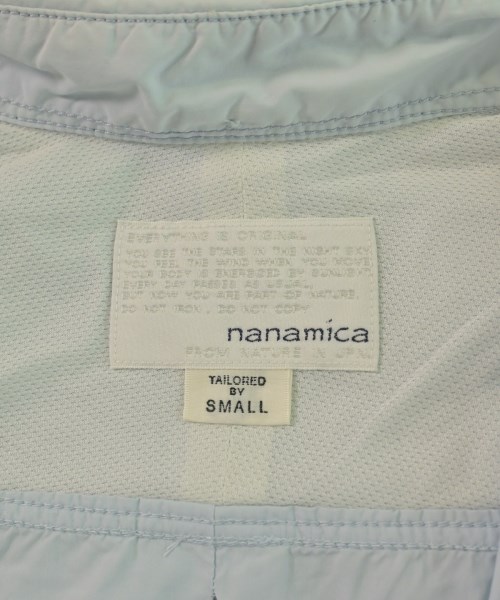 EVERYTHING IS ORIGINAL
YOU SEE THE STARS IN THE NIGHT SKY.
YOU FEEL THE WIND WHEN YOU MOVE.
YOUR BODY IS ENERGISED BY SUNLIGHT.
EVERY DAY PASSES AS USUAL,
BUT NOW YOU ARE PART OF NATURE.
DO NOT IRON, DO NOT COPY
nanamica
FROM NATURE IN JPN.
TAILORED
BY
SMALL